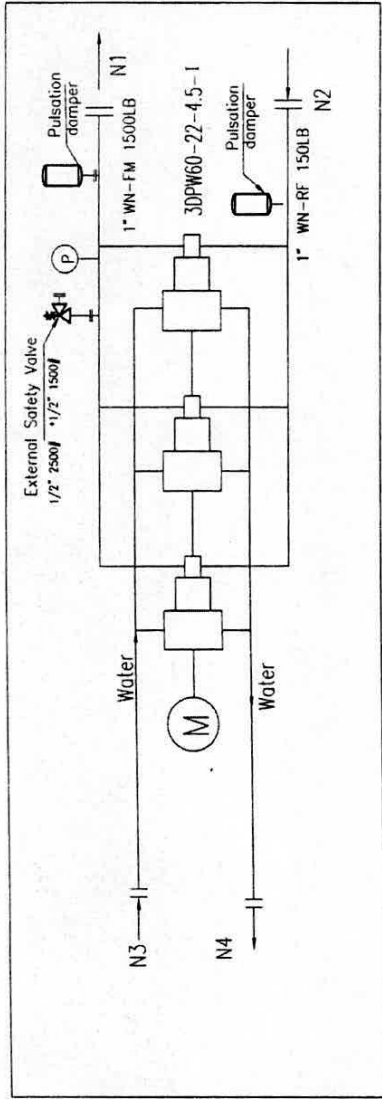 External Safety Valve
1/2" 2500# *1/2" 1500#
P
Pulsation
damper
N1
1" WN-FM 1500LB
3DPW60-22-4.5-I
Pulsation
damper
1" WN-RF 150LB
N2
N3
Water
M
Water
N4